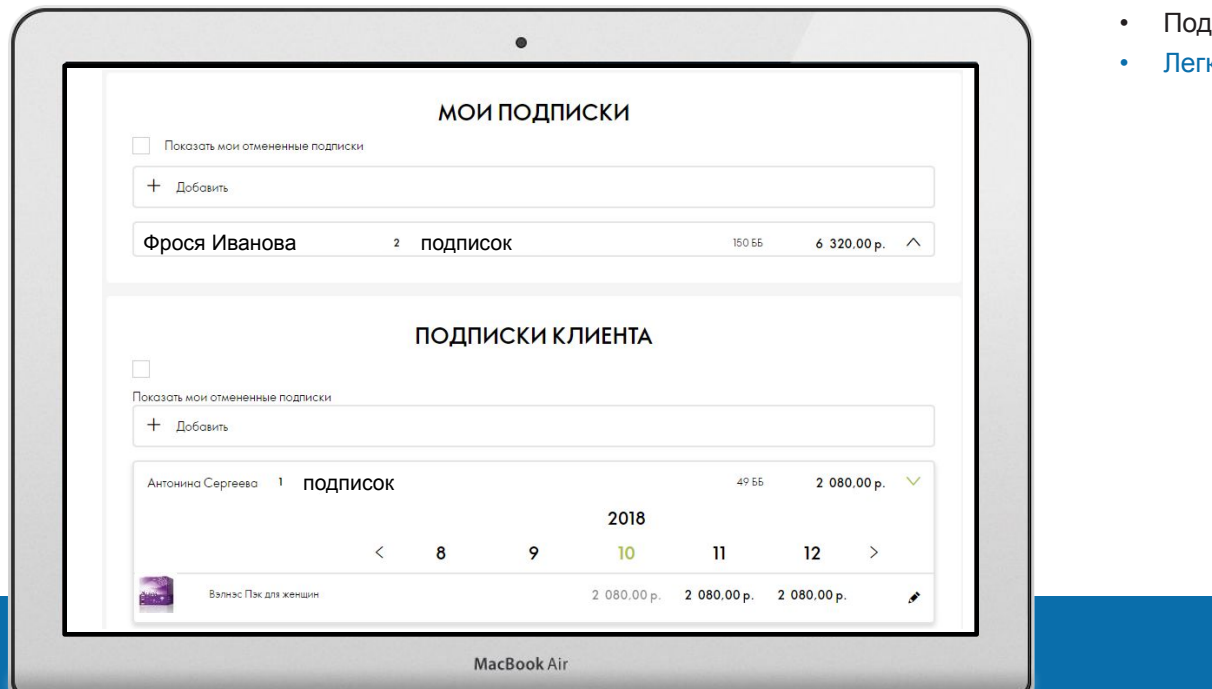 • Под
• Легк
МОИ ПОДПИСКИ
Показать мои отмененные подписки
+ Добавить
Фрося Иванова 2 подписок 150 ББ 6 320,00 р.
ПОДПИСКИ КЛИЕНТА
Показать мои отмененные подписки
+ Добавить
Антонина Сергеева 1 подписок 49 ББ 2 080,00 р.
2018
< 8 9 10 11 12 >
Вэлнэс Пэк для женщин 2 080,00 р. 2 080,00 р. 2 080,00 р.
MacBook Air